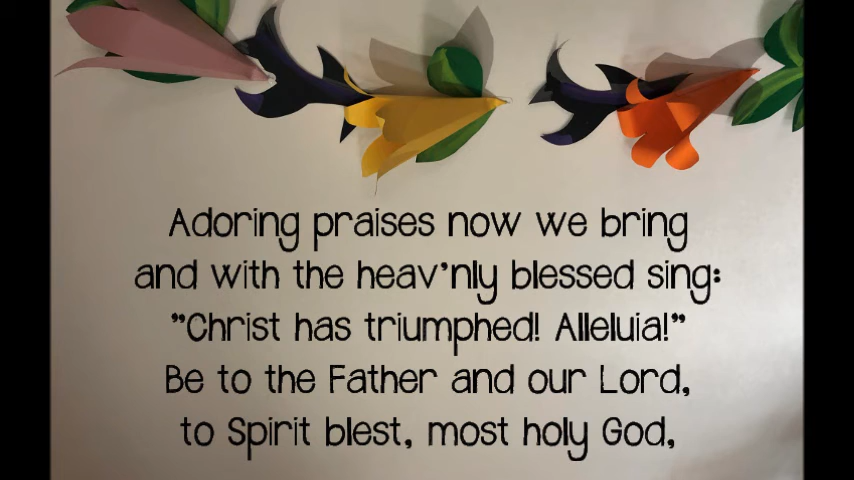 Adoring praises now we bring
and with the heav'nly blessed sing:
"Christ has triumphed! Alleluia!"
Be to the Father and our Lord,
to Spirit blest, most holy God,